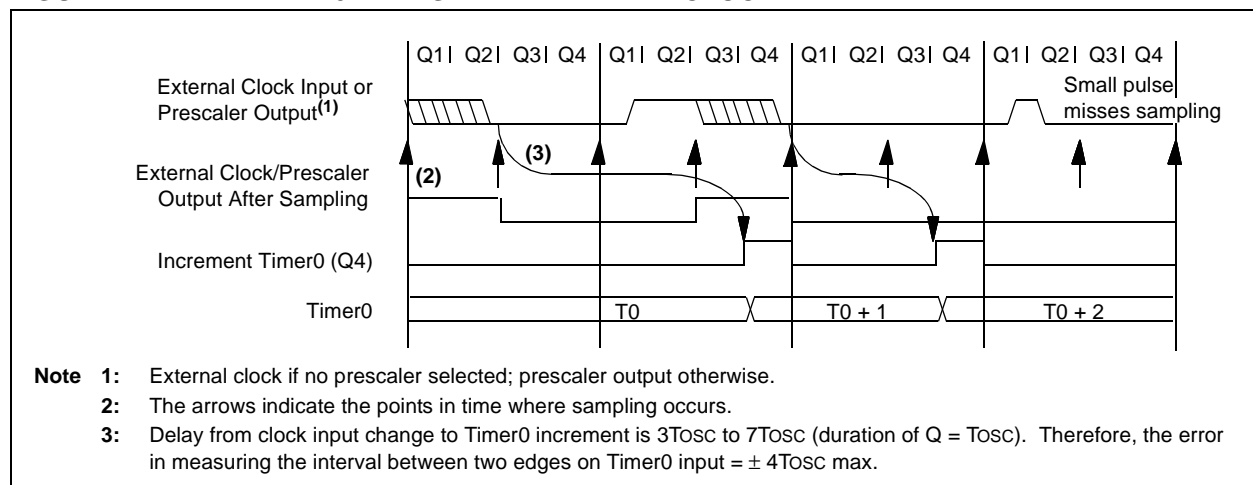 Q1| Q2| Q3| Q4 Q1| Q2| Q3| Q4 Q1| Q2| Q3| Q4 Q1| Q2| Q3| Q4
External Clock Input or
Prescaler Output(1)
Small pulse
misses sampling
(3)
External Clock/Prescaler
Output After Sampling
(2)
Increment Timer0 (Q4)
Timer0 T0 T0 + 1 T0 + 2
Note 1: External clock if no prescaler selected; prescaler output otherwise.
2: The arrows indicate the points in time where sampling occurs.
3: Delay from clock input change to Timer0 increment is 3TOSC to 7TOSC (duration of Q = TOSC). Therefore, the error
in measuring the interval between two edges on Timer0 input = ± 4TOSC max.